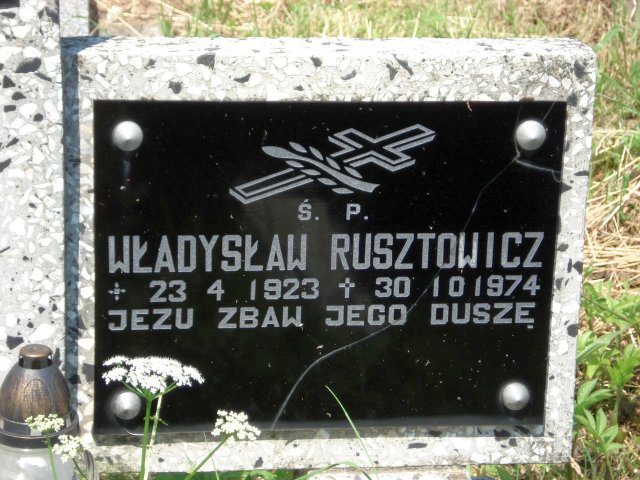 Ś. P.
WŁADYSŁAW RUSZTOWICZ
÷ 23 4 1923 ✝ 30 10 1974
JEZU ZBAW JEGO DUSZĘ